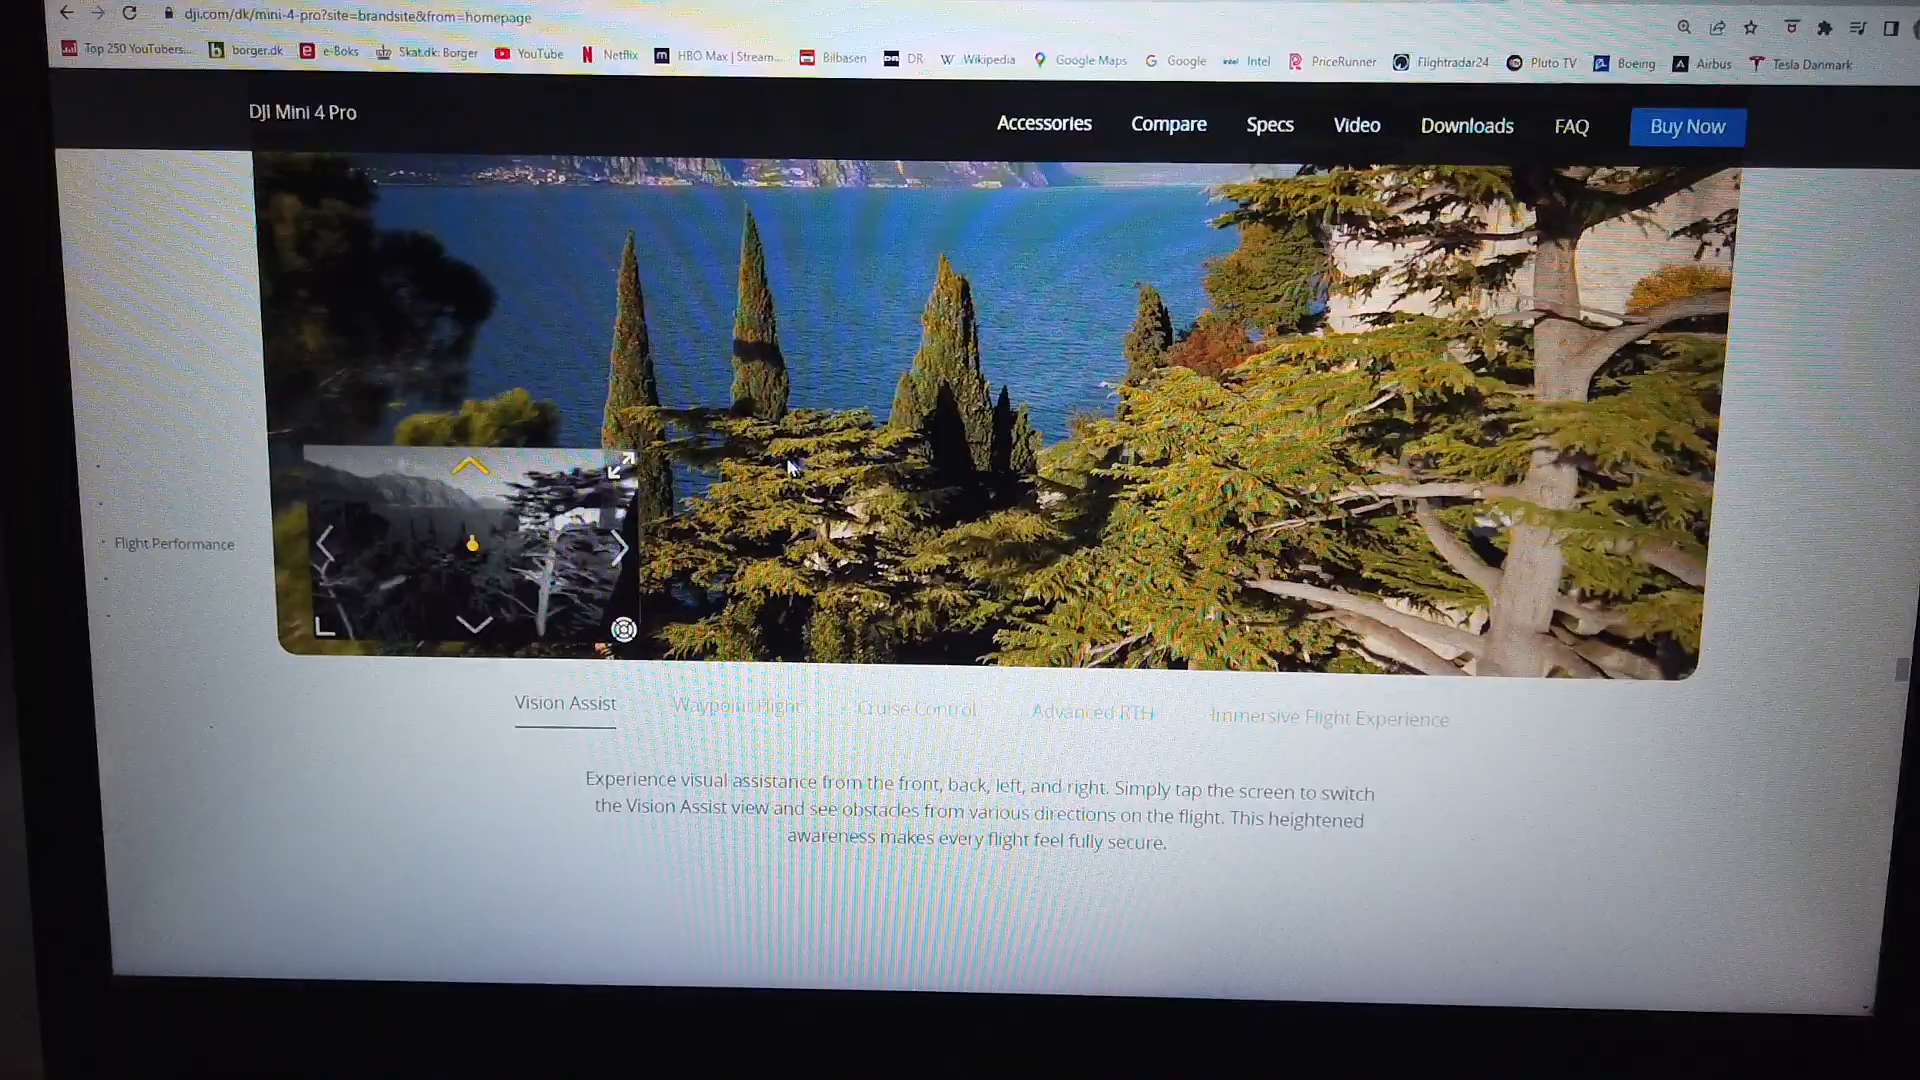 dji.com/dk/mini-4-pro?site=brandsite&from=homepage
Top 250 YouTubers... borger.dk e-Boks Skat.dk: Borger YouTube Netflix HBO Max | Stream... Bilbasen DR Wikipedia Google Maps Google Intel PriceRunner Flightradar24 Pluto TV Boeing Airbus Tesla Danmark
DJI Mini 4 Pro Accessories Compare Specs Video Downloads FAQ Buy Now
Flight Performance
Vision Assist Waypoint Flight Cruise Control Advanced RTH Immersive Flight Experience
Experience visual assistance from the front, back, left, and right. Simply tap the screen to switch
the Vision Assist view and see obstacles from various directions on the flight. This heightened
awareness makes every flight feel fully secure.